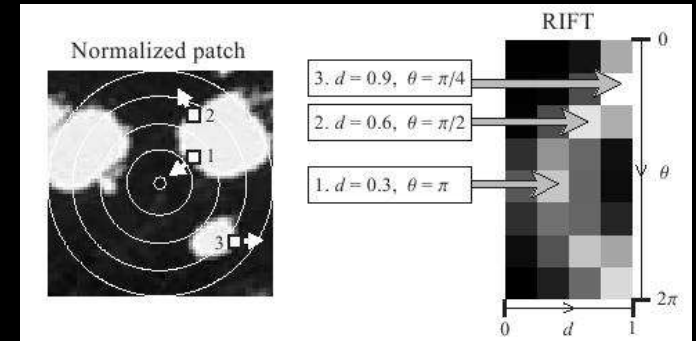 RIFT
Normalized patch
0
3. d = 0.9, θ = π/4
2
2. d = 0.6, θ = π/2
1
1. d = 0.3, θ = π
θ
3
2π
0 d 1